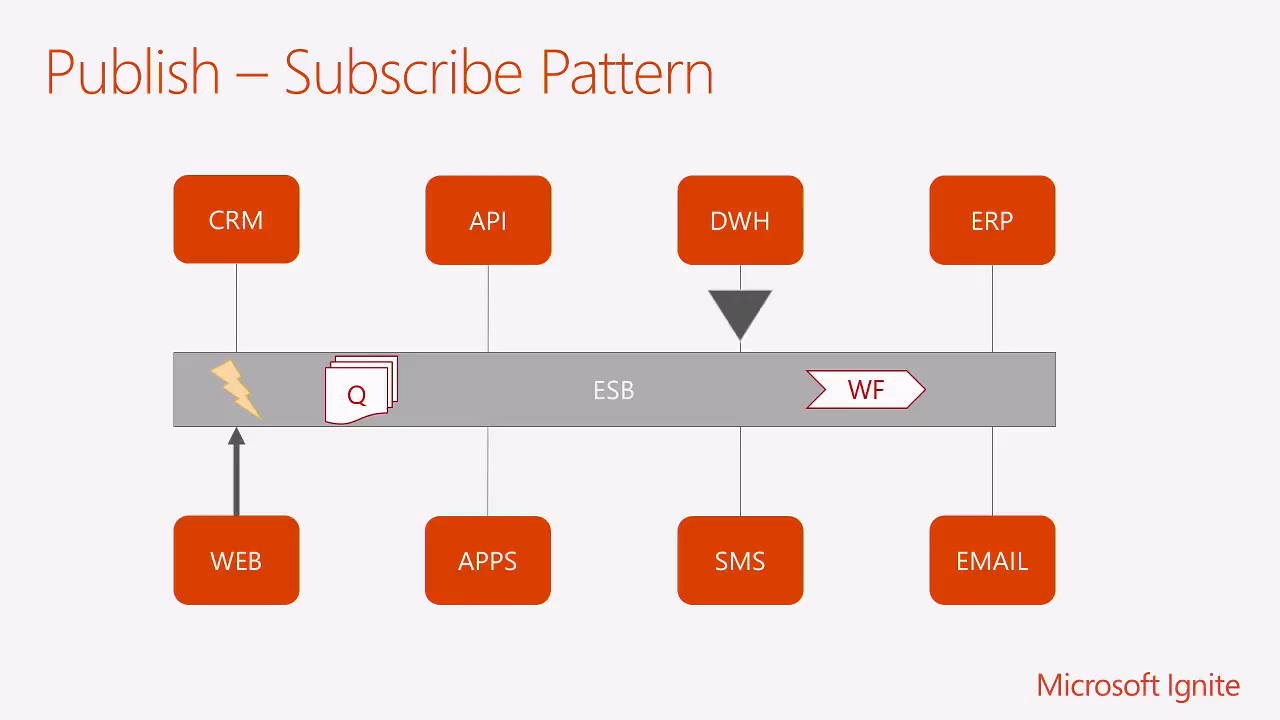 Publish – Subscribe Pattern
CRM
API
DWH
ERP
Q
ESB
WF
WEB
APPS
SMS
EMAIL
Microsoft Ignite